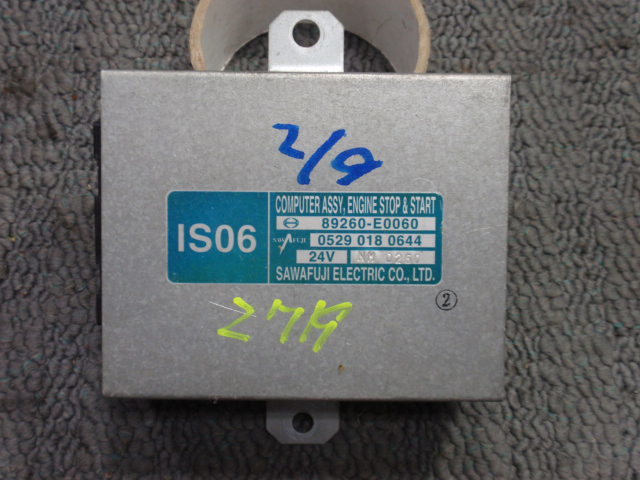 2/9
COMPUTER ASSY, ENGINE STOP & START
IS06
89260-E0060
SAWAFUJI 0529 018 0644
24V
SAWAFUJI ELECTRIC CO., LTD.
2